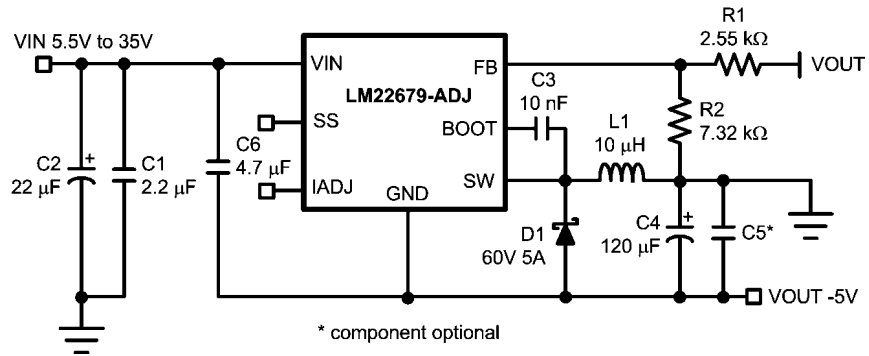 VIN 5.5V to 35V
VIN
FB
LM22679-ADJ
SS
BOOT
IADJ
SW
GND
R1
2.55 kΩ
VOUT
C3
10 nF
R2
7.32 kΩ
L1
10 μH
C2
22 μF
+
C1
2.2 μF
C6
4.7 μF
D1
60V 5A
C4
120 μF
+
C5*
VOUT -5V
* component optional